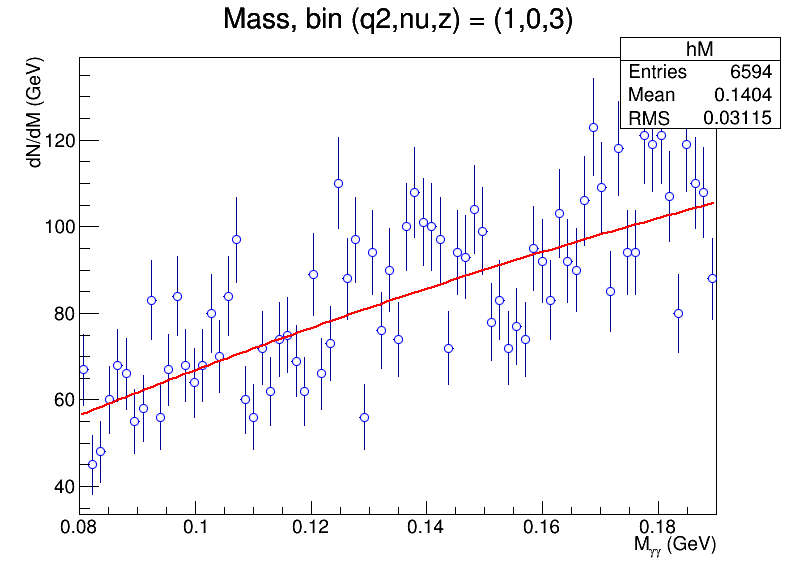 Mass, bin (q2,nu,z) = (1,0,3)
hM
Entries 6594
Mean 0.1404
RMS 0.03115
dN/dM (GeV)
120
100
80
60
40
0.08 0.1 0.12 0.14 0.16 0.18
Mγγ (GeV)